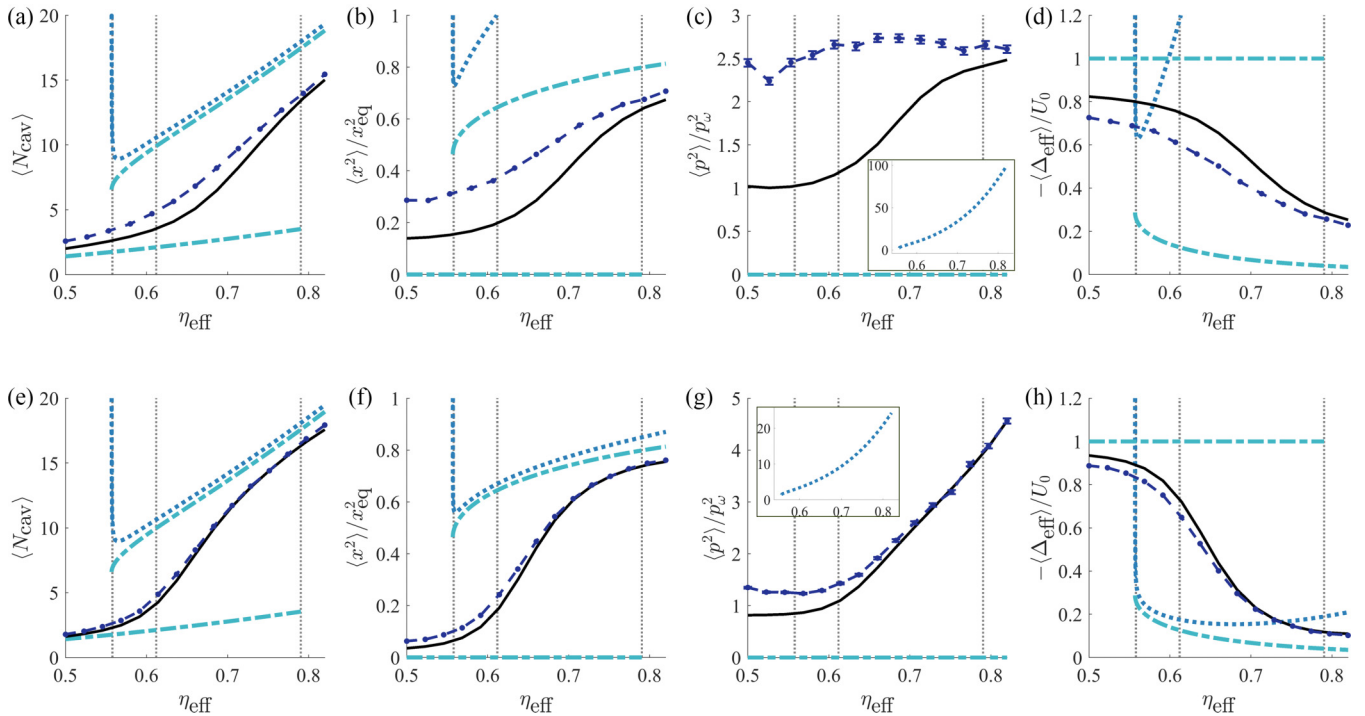 (a)
20
15
10
5
0
⟨N_cav⟩
0.5 0.6 0.7 0.8
η_eff
(b)
1
0.8
0.6
0.4
0.2
0
⟨x²⟩/x²_eq
0.5 0.6 0.7 0.8
η_eff
(c)
3
2.5
2
1.5
1
0.5
0
⟨p²⟩/p²_ω
100
50
0
0.6 0.7 0.8
0.5 0.6 0.7 0.8
η_eff
(d)
1.2
1
0.8
0.6
0.4
0.2
0
−⟨Δ_eff⟩/U₀
0.5 0.6 0.7 0.8
η_eff
(e)
20
15
10
5
0
⟨N_cav⟩
0.5 0.6 0.7 0.8
η_eff
(f)
1
0.8
0.6
0.4
0.2
0
⟨x²⟩/x²_eq
0.5 0.6 0.7 0.8
η_eff
(g)
5
4
3
2
1
0
⟨p²⟩/p²_ω
20
10
0
0.6 0.7 0.8
0.5 0.6 0.7 0.8
η_eff
(h)
1.2
1
0.8
0.6
0.4
0.2
0
−⟨Δ_eff⟩/U₀
0.5 0.6 0.7 0.8
η_eff